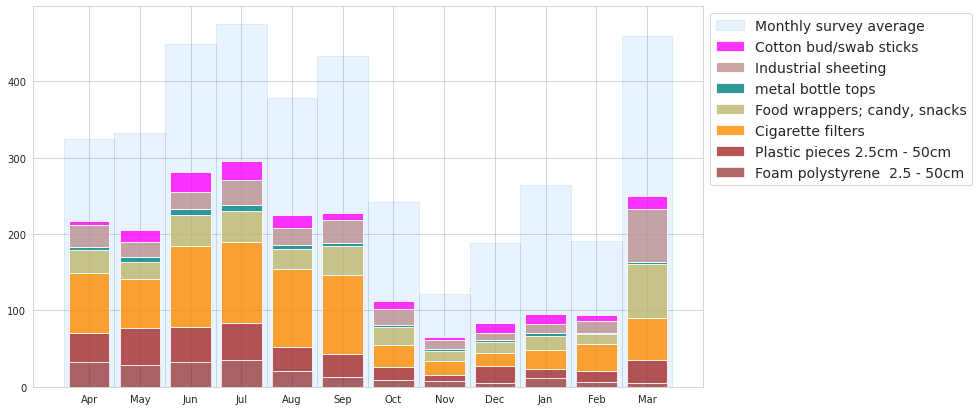 Monthly survey average
Cotton bud/swab sticks
Industrial sheeting
metal bottle tops
Food wrappers; candy, snacks
Cigarette filters
Plastic pieces 2.5cm - 50cm
Foam polystyrene  2.5 - 50cm
400
300
200
100
0
Apr May Jun Jul Aug Sep Oct Nov Dec Jan Feb Mar